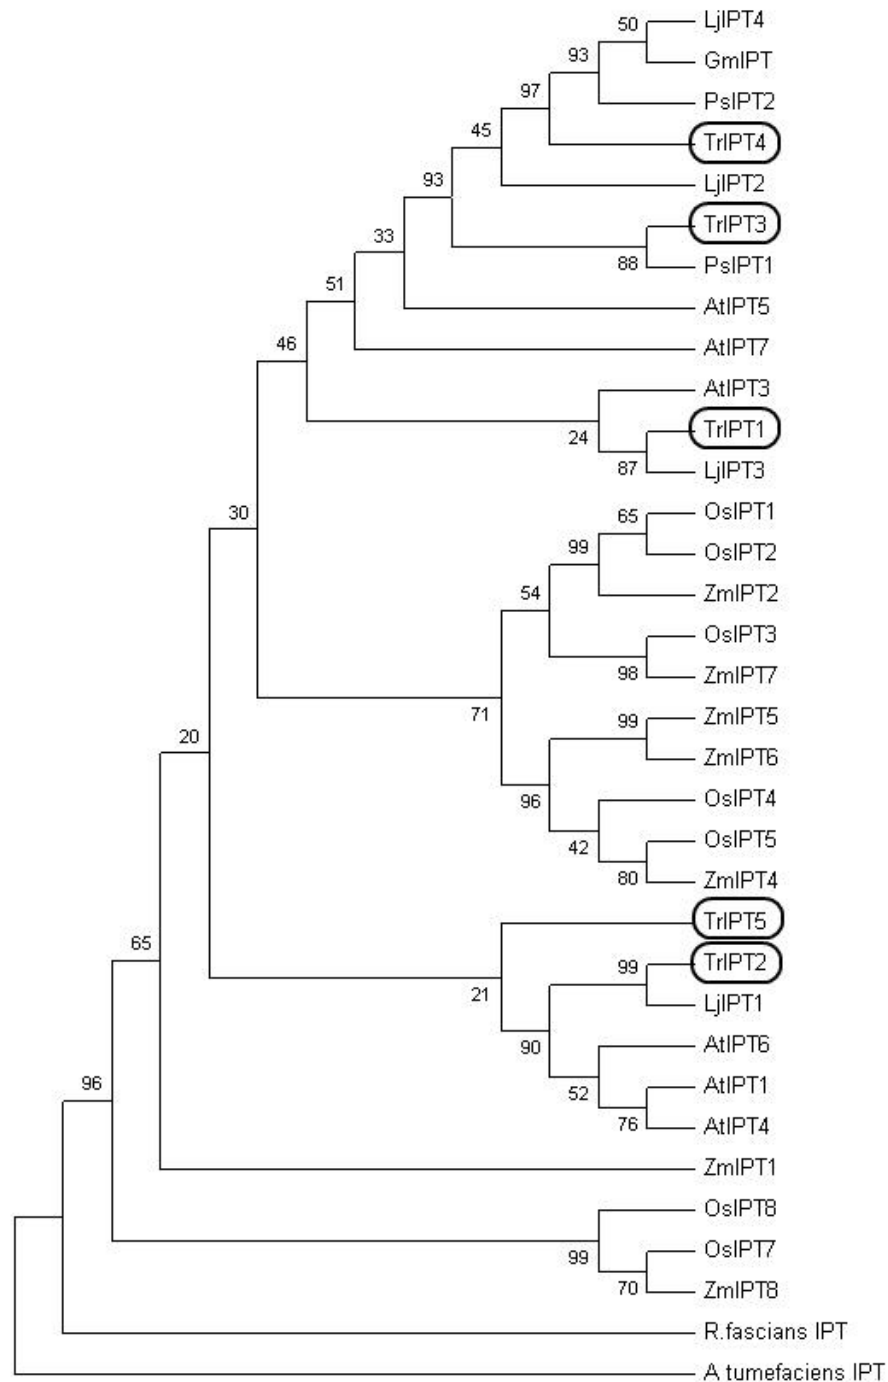 LjIPT4
50
GmIPT
93
PsIPT2
97
TrIPT4
45
LjIPT2
93
TrIPT3
33
88
PsIPT1
51
AtIPT5
46
AtIPT7
AtIPT3
24
TrIPT1
87
LjIPT3
30
OsIPT1
65
OsIPT2
99
ZmIPT2
54
OsIPT3
98
ZmIPT7
71
ZmIPT5
99
20
ZmIPT6
96
OsIPT4
42
OsIPT5
80
ZmIPT4
TrIPT5
65
99
TrIPT2
21
LjIPT1
90
AtIPT6
96
52
AtIPT1
76
AtIPT4
ZmIPT1
OsIPT8
99
OsIPT7
70
ZmIPT8
R.fascians IPT
A tumefaciens IPT